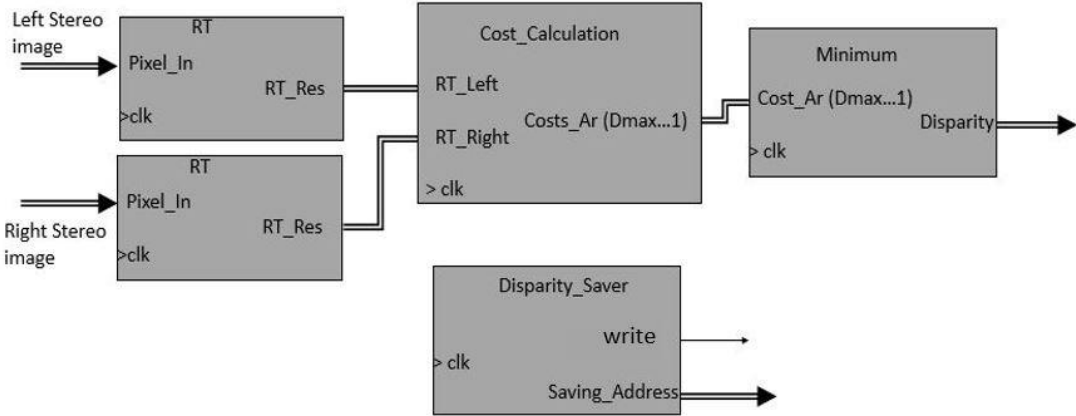 Left Stereo
image
RT
Pixel_In
RT_Res
>clk
RT
Pixel_In
RT_Res
>clk
Right Stereo
image
Cost_Calculation
RT_Left
Costs_Ar (Dmax...1)
RT_Right
> clk
Minimum
Cost_Ar (Dmax...1)
Disparity
> clk
Disparity_Saver
write
> clk
Saving_Address